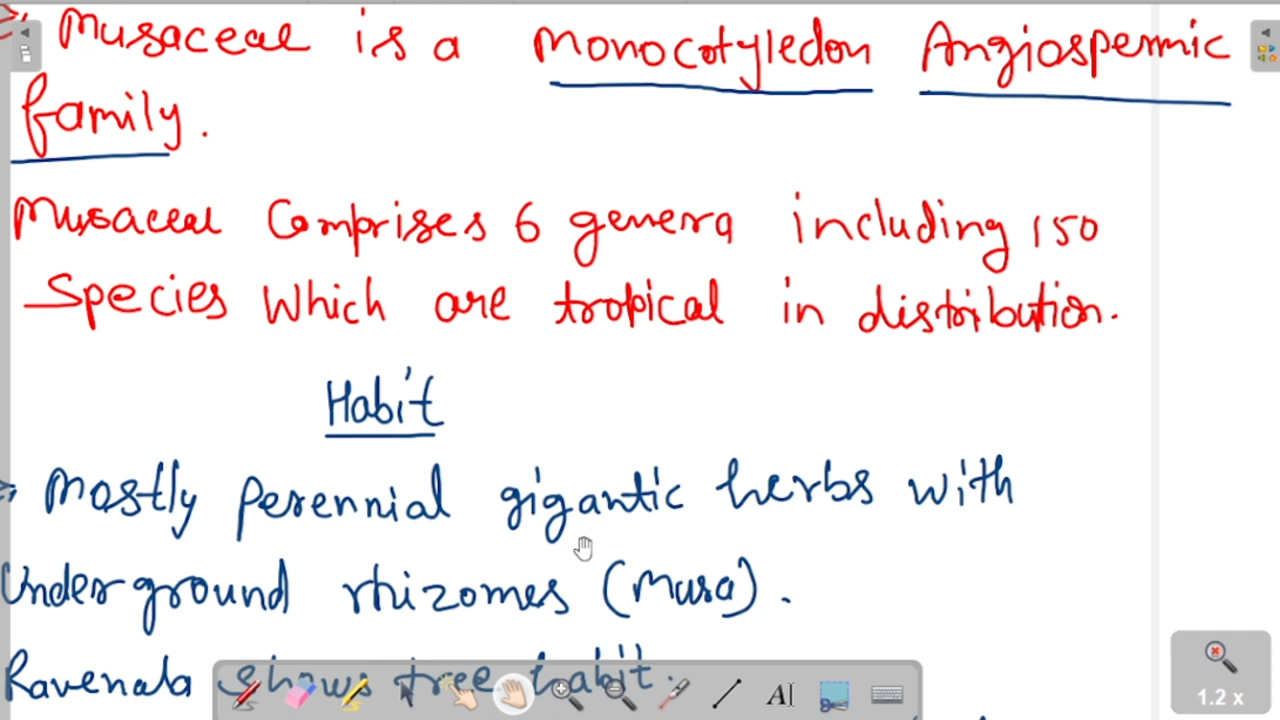 Musaceae is a Monocotyledon Angiospermic
family.
Musaceae Comprises 6 genera including 150
Species which are tropical in distribution.
Habit
Mostly perennial gigantic herbs with
Underground rhizomes (Musa).
Ravenala shows tree habit.
AI
1.2 x